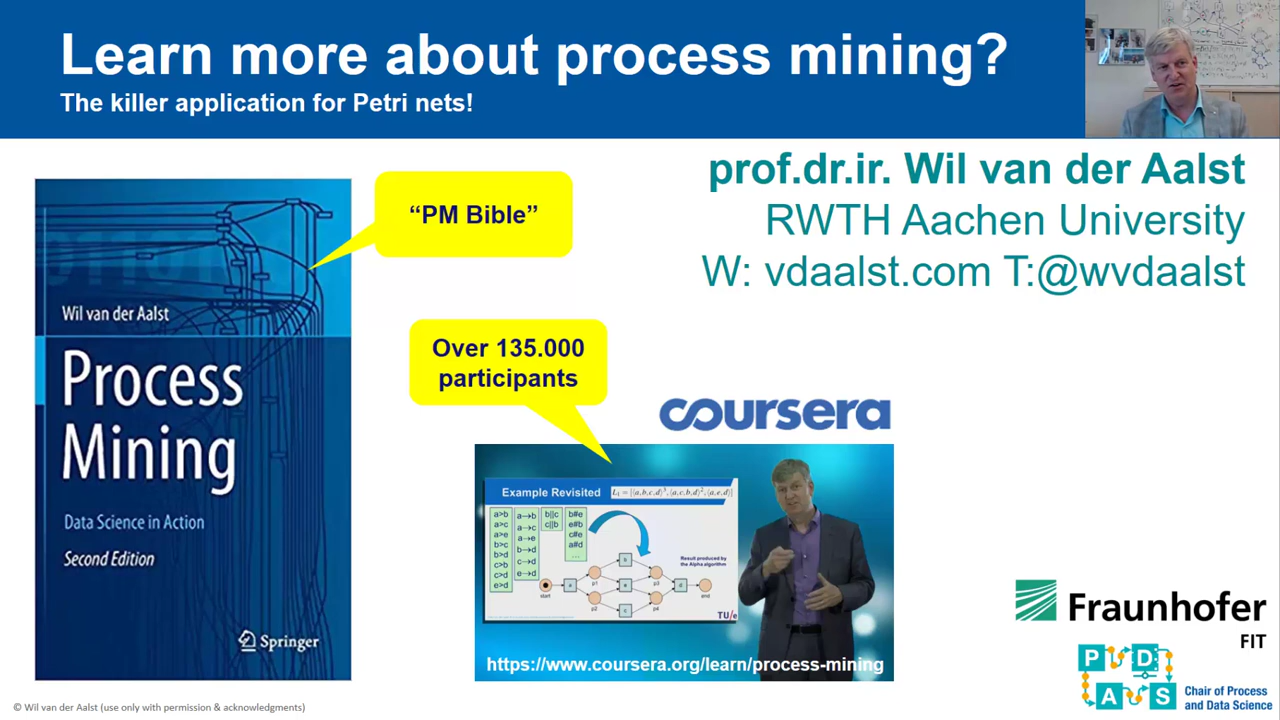 Learn more about process mining?
The killer application for Petri nets!
prof.dr.ir. Wil van der Aalst
RWTH Aachen University
W: vdaalst.com T:@wvdaalst
“PM Bible”
Wil van der Aalst
Process
Mining
Data Science in Action
Second Edition
Springer
Over 135.000
participants
coursera
Example Revisited
a>b
a>c
a>e
b>c
b>d
c>b
c>d
e>d
a→b
a→c
a→e
b→d
c→d
e→d
b||c
c||b
b#e
e#b
c#e
a#d
...
Result produced by
the Alpha algorithm
start
a
p1
p2
b
e
c
p3
p4
d
end
TU/e
https://www.coursera.org/learn/process-mining
Fraunhofer
FIT
P D
A S
Chair of Process
and Data Science
© Wil van der Aalst (use only with permission & acknowledgments)